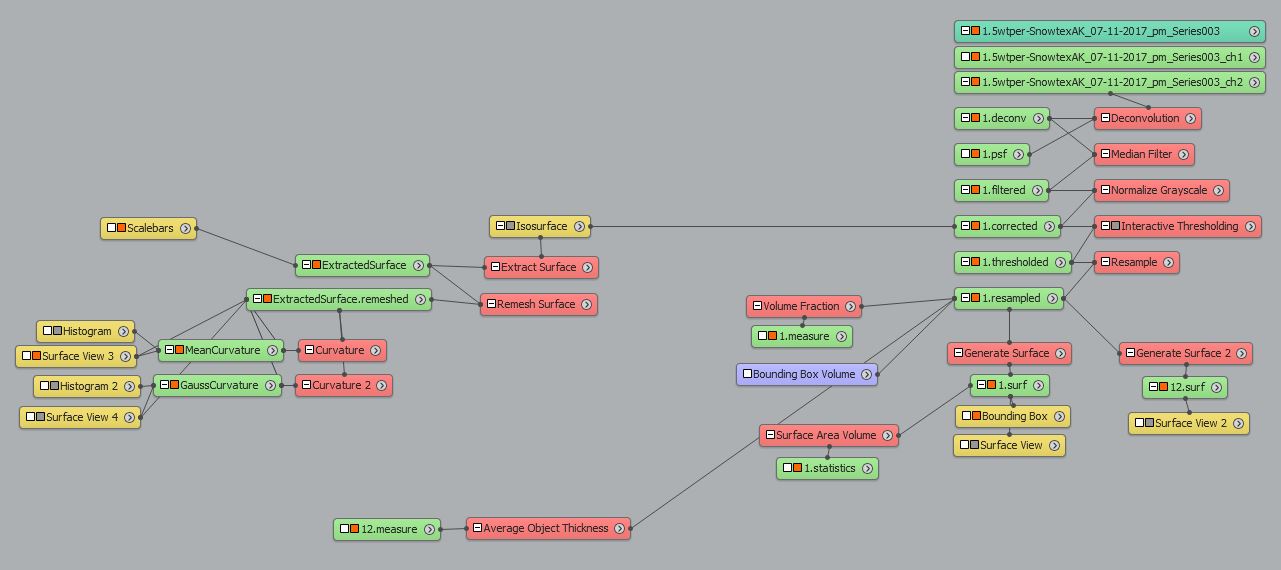 1.5wtper-SnowtexAK_07-11-2017_pm_Series003
1.5wtper-SnowtexAK_07-11-2017_pm_Series003_ch1
1.5wtper-SnowtexAK_07-11-2017_pm_Series003_ch2
1.deconv
Deconvolution
1.psf
Median Filter
1.filtered
Normalize Grayscale
Scalebars
Isosurface
1.corrected
Interactive Thresholding
ExtractedSurface
Extract Surface
1.thresholded
Resample
ExtractedSurface.remeshed
Remesh Surface
Volume Fraction
1.resampled
Histogram
1.measure
Surface View 3
MeanCurvature
Curvature
Generate Surface
Generate Surface 2
Bounding Box Volume
Histogram 2
GaussCurvature
Curvature 2
1.surf
12.surf
Surface View 4
Bounding Box
Surface View 2
Surface Area Volume
Surface View
1.statistics
12.measure
Average Object Thickness